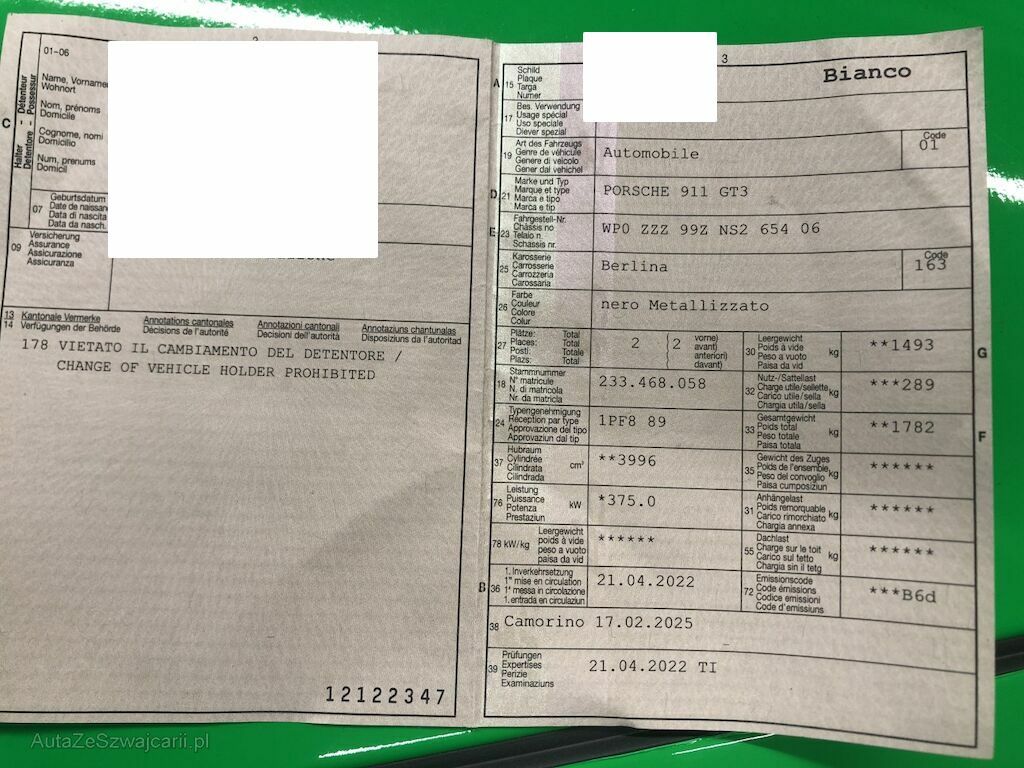 2
01-06
C
Halter - Détenteur
Detentore - Possessur
Name, Vornamen
Wohnort
Nom, prénoms
Domicile
Cognome, nomi
Domicilio
Num, prenums
Domicil
07
Geburtsdatum
Date de naissan
Data di nascita
Data da nasch.
09
Versicherung
Assurance
Assicurazione
Assicuranza
13 Kantonale Vermerke Annotations cantonales Annotazioni cantonali Annotaziuns chantunalas
14 Verfügungen der Behörde Décisions de l'autorité Decisioni dell'autorità Disposiziuns da l'autoritad
178 VIETATO IL CAMBIAMENTO DEL DETENTORE /
CHANGE OF VEHICLE HOLDER PROHIBITED
12122347
3
A 15
Schild
Plaque
Targa
Numer
Bianco
17
Bes. Verwendung
Usage spécial
Uso speciale
Diever spezial
19
Art des Fahrzeugs
Genre de véhicule
Genere di veicolo
Gener dal vehichel
Automobile
Code
01
D 21
Marke und Typ
Marque et type
Marca e tipo
Marca e tip
PORSCHE 911 GT3
E 23
Fahrgestell-Nr.
Châssis no
Telaio n.
Schassis nr.
WP0 ZZZ 99Z NS2 654 06
25
Karosserie
Carrosserie
Carrozzeria
Carossaria
Berlina
Code
163
26
Farbe
Couleur
Colore
Colur
nero Metallizzato
27
Plätze: Total
Places: Total
Posti: Totale
Plazs: Total
2
2
vorne)
avant)
anteriori)
davant)
30
Leergewicht
Poids à vide
Peso a vuoto
Paisa da vid
kg
**1493
G
18
Stammnummer
N° matricule
N. di matricola
Nr. da matricla
233.468.058
32
Nutz-/Sattellast
Charge utile/sellette
Carico utile/sella
Chargia utila/sella
kg
***289
24
Typengenehmigung
Réception par type
Approvazione del tipo
Approvaziun dal tip
1PF8 89
33
Gesamtgewicht
Poids total
Peso totale
Paisa totala
kg
**1782
F
37
Hubraum
Cylindrée
Cilindrata
Cilindrada
cm³
**3996
35
Gewicht des Zuges
Poids de l'ensemble
Peso del convoglio
Paisa cumposiziun
kg
******
76
Leistung
Puissance
Potenza
Prestaziun
kW
*375.0
31
Anhängelast
Poids remorquable
Carico rimorchiato
Chargia annexa
kg
******
78 kW/kg
Leergewicht
poids à vide
peso a vuoto
paisa da vid
******
55
Dachlast
Charge sur le toit
Carico sul tetto
Chargia sin il tetg
kg
******
B 36
1. Inverkehrsetzung
1re mise en circulation
1a messa in circolazione
1. entrada en circulaziun
21.04.2022
72
Emissionscode
Code émissions
Codice emissioni
Code d'emissiuns
***B6d
38
Camorino 17.02.2025
39
Prüfungen
Expertises
Perizie
Examinaziuns
21.04.2022 TI
AutaZeSzwajcarii.pl